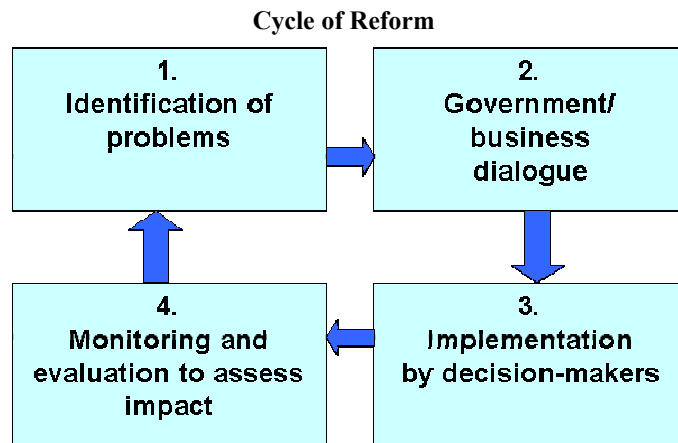 Cycle of Reform
1.
Identification of
problems
2.
Government/
business
dialogue
3.
Implementation
by decision-makers
4.
Monitoring and
evaluation to assess
impact